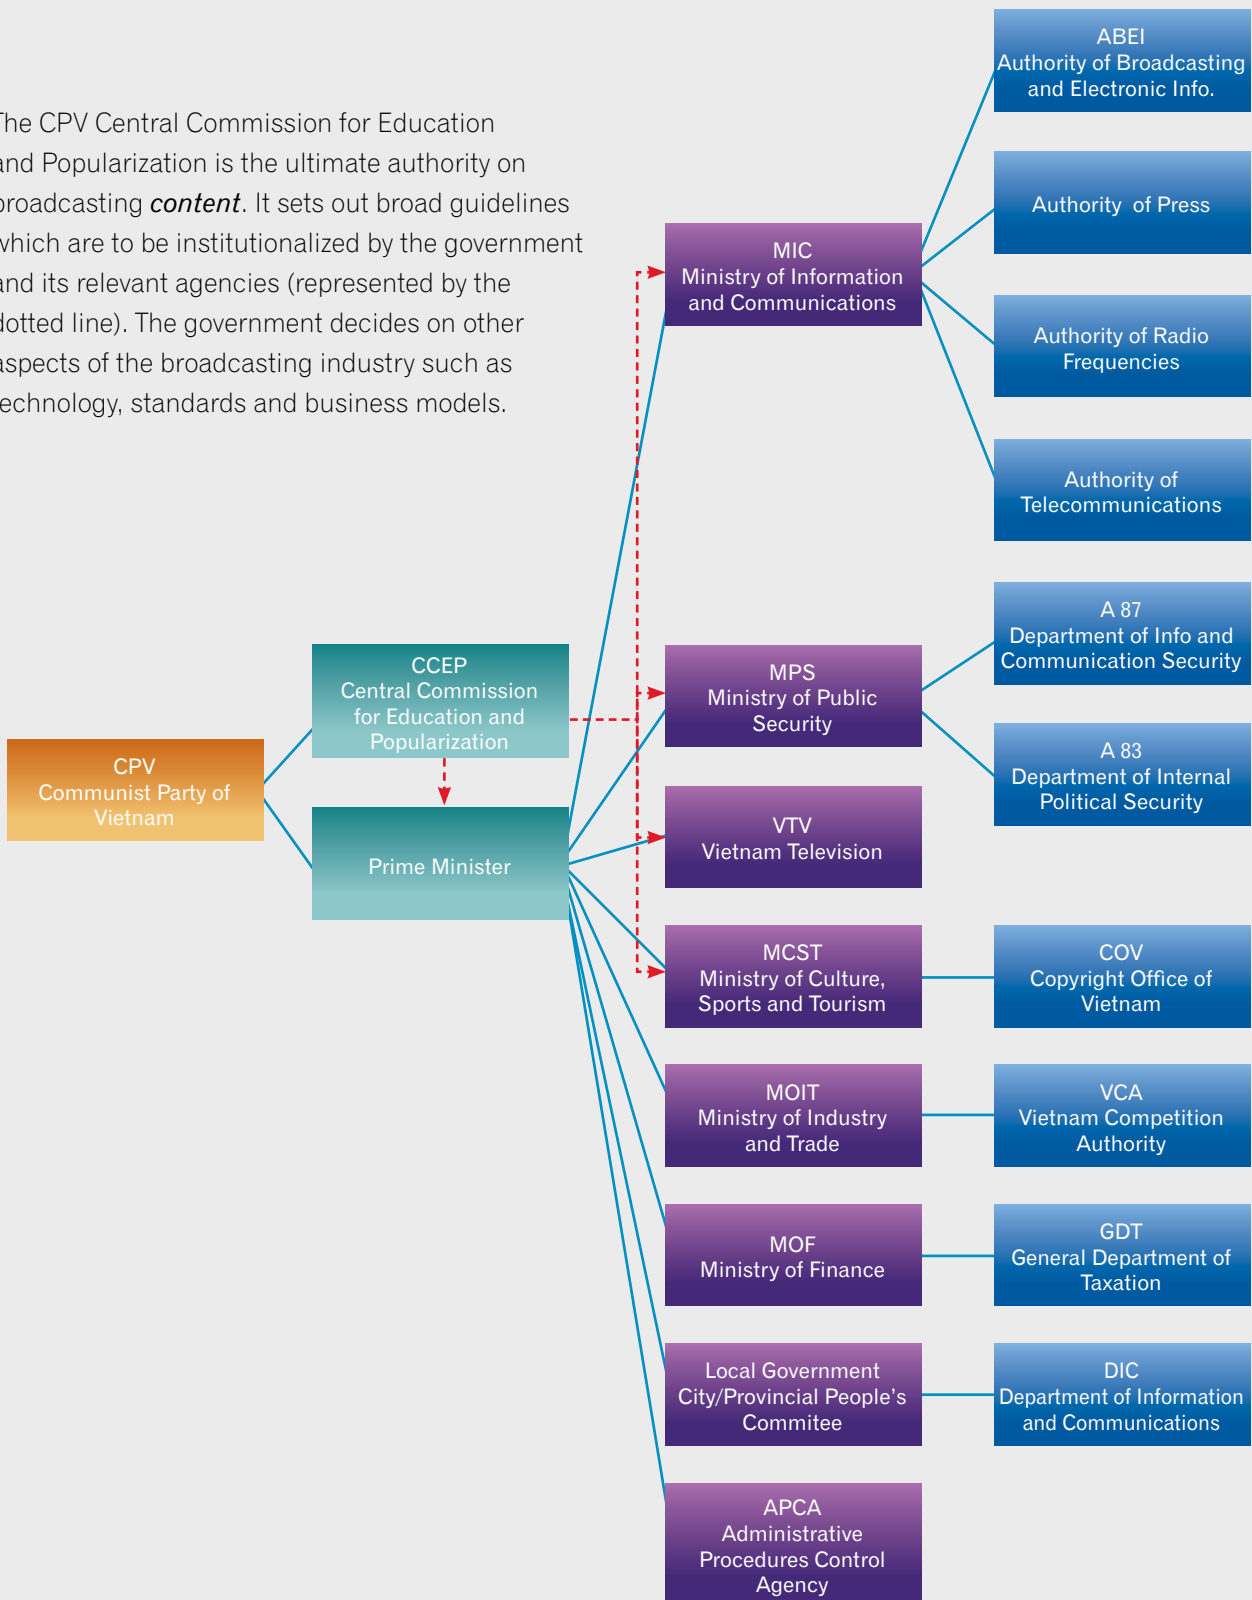 The CPV Central Commission for Education
and Popularization is the ultimate authority on
broadcasting content. It sets out broad guidelines
which are to be institutionalized by the government
and its relevant agencies (represented by the
dotted line). The government decides on other
aspects of the broadcasting industry such as
technology, standards and business models.
CPV
Communist Party of
Vietnam
CCEP
Central Commission
for Education and
Popularization
Prime Minister
MIC
Ministry of Information
and Communications
MPS
Ministry of Public
Security
VTV
Vietnam Television
MCST
Ministry of Culture,
Sports and Tourism
MOIT
Ministry of Industry
and Trade
MOF
Ministry of Finance
Local Government
City/Provincial People's
Commitee
APCA
Administrative
Procedures Control
Agency
ABEI
Authority of Broadcasting
and Electronic Info.
Authority of Press
Authority of Radio
Frequencies
Authority of
Telecommunications
A 87
Department of Info and
Communication Security
A 83
Department of Internal
Political Security
COV
Copyright Office of
Vietnam
VCA
Vietnam Competition
Authority
GDT
General Department of
Taxation
DIC
Department of Information
and Communications